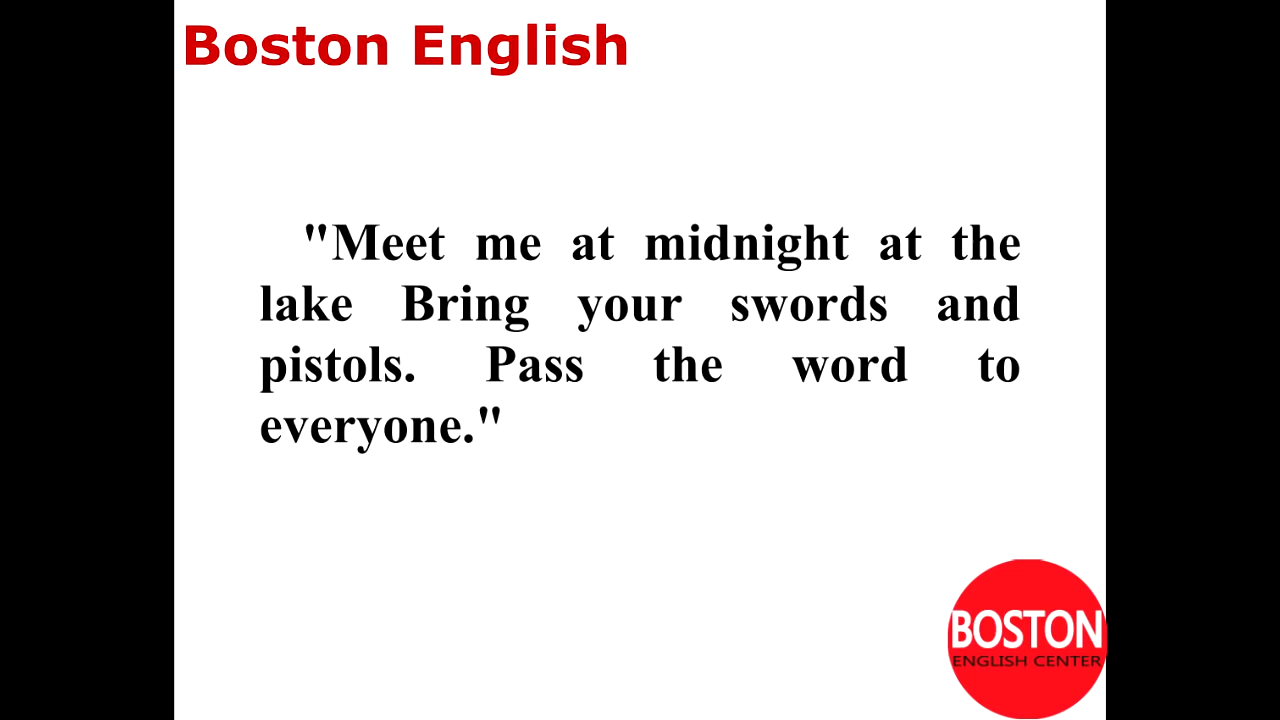 Boston English
"Meet me at midnight at the
lake Bring your swords and
pistols. Pass the word to
everyone."
BOSTON
ENGLISH CENTER